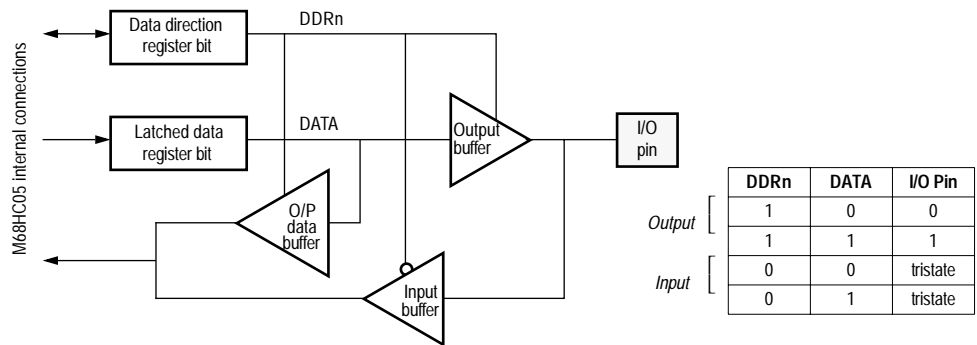 M68HC05 internal connections
Data direction
register bit
DDRn
Latched data
register bit
DATA
Output
buffer
I/O
pin
O/P
data
buffer
Input
buffer
DDRn DATA I/O Pin
Output
1 0 0
1 1 1
Input
0 0 tristate
0 1 tristate